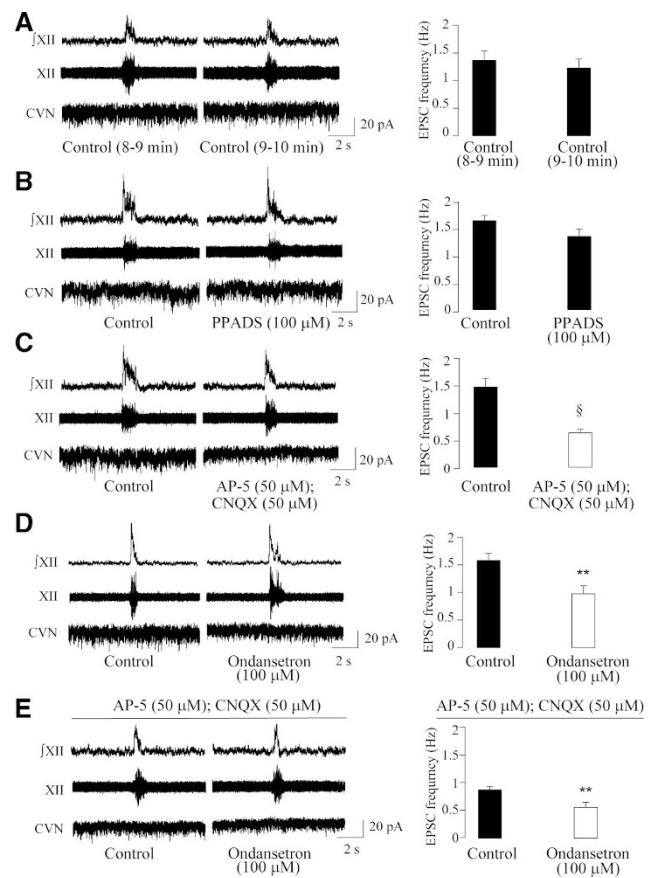 A
∫XII
XII
CVN
20 pA
2 s
Control (8-9 min)
Control (9-10 min)
EPSC frequrncy (Hz)
2
1.5
1
0.5
0
Control
(8-9 min)
Control
(9-10 min)
B
∫XII
XII
CVN
20 pA
2 s
Control
PPADS (100 μM)
EPSC frequrncy (Hz)
2
1.5
1
0.5
0
Control
PPADS
(100 μM)
C
∫XII
XII
CVN
20 pA
2 s
Control
AP-5 (50 μM);
CNQX (50 μM)
EPSC frequrncy (Hz)
2
1.5
1
0.5
0
§
Control
AP-5 (50 μM);
CNQX (50 μM)
D
∫XII
XII
CVN
20 pA
2 s
Control
Ondansetron
(100 μM)
EPSC frequrncy (Hz)
2
1.5
1
0.5
0
**
Control
Ondansetron
(100 μM)
E
AP-5 (50 μM); CNQX (50 μM)
∫XII
XII
CVN
20 pA
2 s
Control
Ondansetron
(100 μM)
AP-5 (50 μM); CNQX (50 μM)
EPSC frequrncy (Hz)
2
1.5
1
0.5
0
**
Control
Ondansetron
(100 μM)